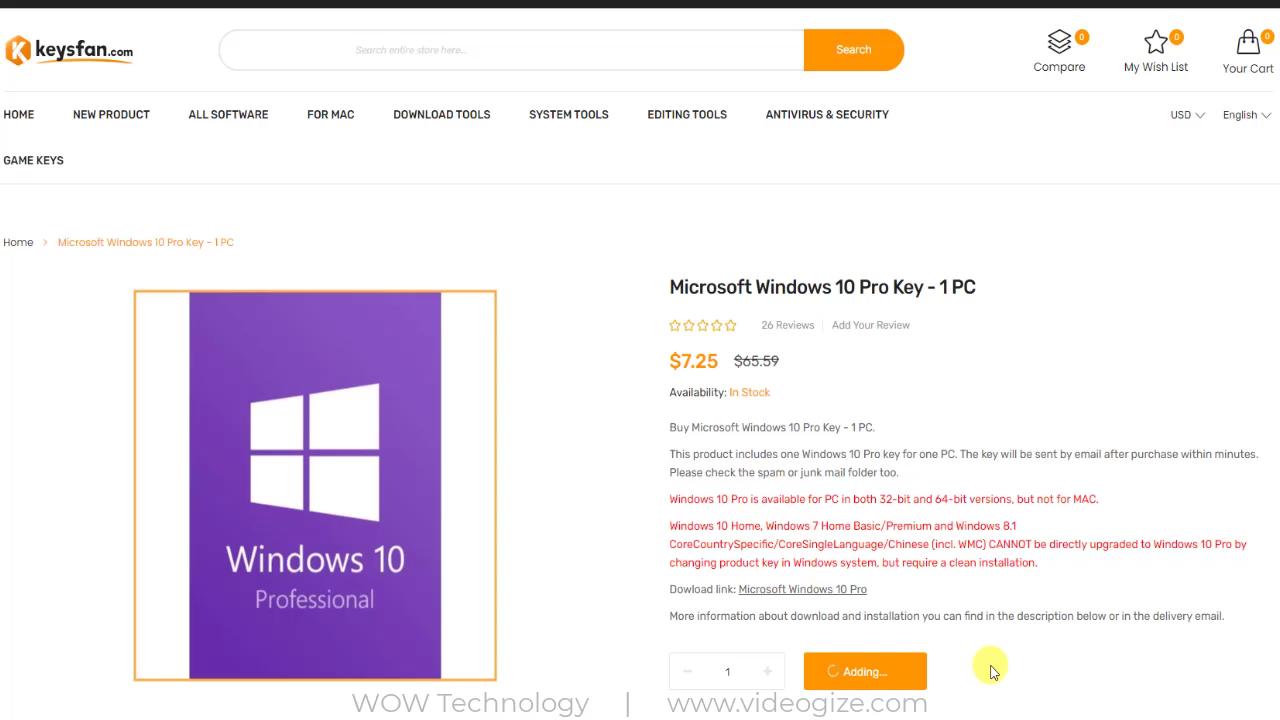 keysfan.com
Search entire store here...
Search
0
0
0
Compare
My Wish List
Your Cart
HOME
NEW PRODUCT
ALL SOFTWARE
FOR MAC
DOWNLOAD TOOLS
SYSTEM TOOLS
EDITING TOOLS
ANTIVIRUS & SECURITY
USD
English
GAME KEYS
Home
Microsoft Windows 10 Pro Key - 1 PC
Windows 10
Professional
Microsoft Windows 10 Pro Key - 1 PC
26 Reviews
Add Your Review
$7.25 $65.59
Availability: In Stock
Buy Microsoft Windows 10 Pro Key - 1 PC.
This product includes one Windows 10 Pro key for one PC. The key will be sent by email after purchase within minutes.
Please check the spam or junk mail folder too.
Windows 10 Pro is available for PC in both 32-bit and 64-bit versions, but not for MAC.
Windows 10 Home, Windows 7 Home Basic/Premium and Windows 8.1
CoreCountrySpecific/CoreSingleLanguage/Chinese (incl. WMC) CANNOT be directly upgraded to Windows 10 Pro by
changing product key in Windows system, but require a clean installation.
Dowload link: Microsoft Windows 10 Pro
More information about download and installation you can find in the description below or in the delivery email.
1
Adding...
WOW Technology | www.videogize.com